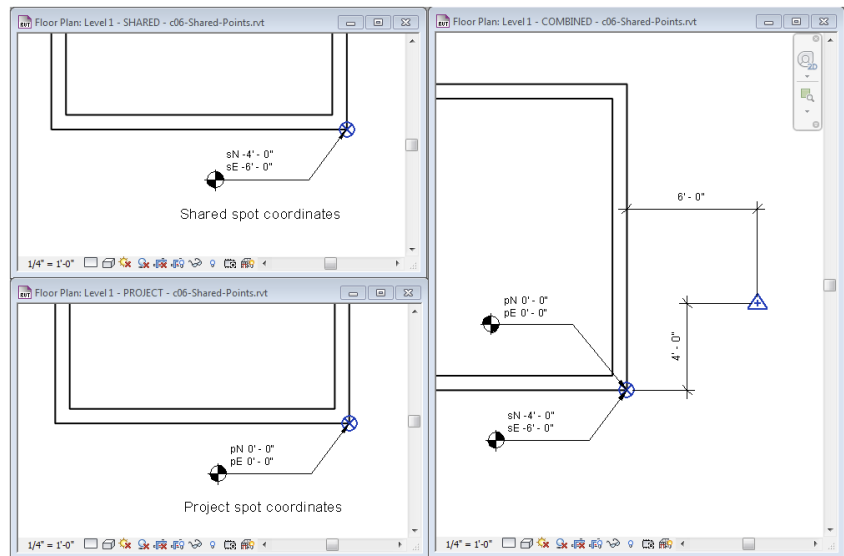 Floor Plan: Level 1 - SHARED - c06-Shared-Points.rvt
sN -4' - 0"
sE -6' - 0"
Shared spot coordinates
1/4" = 1'-0"
Floor Plan: Level 1 - PROJECT - c06-Shared-Points.rvt
pN 0' - 0"
pE 0' - 0"
Project spot coordinates
1/4" = 1'-0"
Floor Plan: Level 1 - COMBINED - c06-Shared-Points.rvt
2D
6' - 0"
pN 0' - 0"
pE 0' - 0"
4' - 0"
sN -4' - 0"
sE -6' - 0"
1/4" = 1'-0"